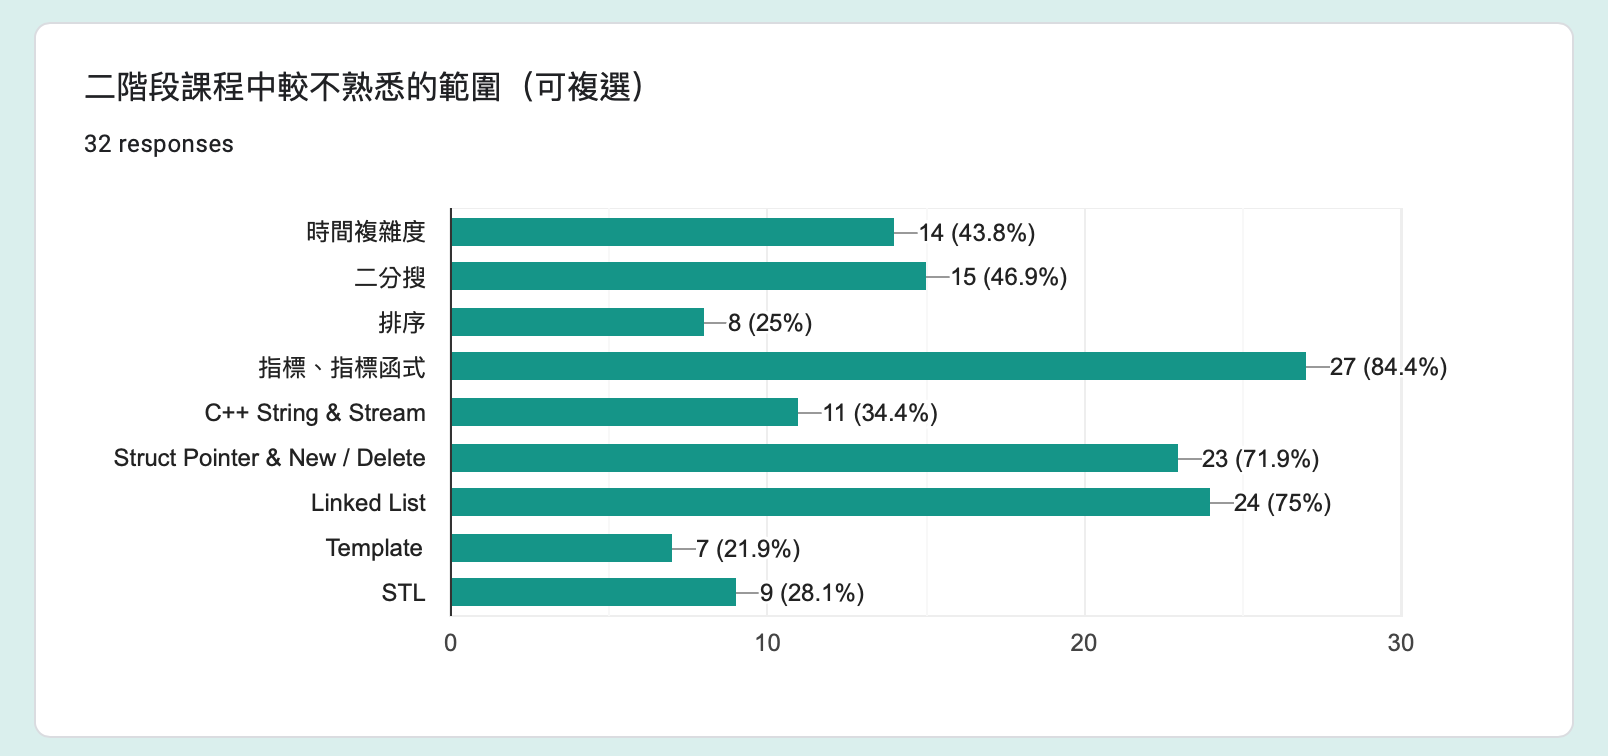 二階段課程中較不熟悉的範圍（可複選）
32 responses
時間複雜度 14 (43.8%)
二分搜 15 (46.9%)
排序 8 (25%)
指標、指標函式 27 (84.4%)
C++ String & Stream 11 (34.4%)
Struct Pointer & New / Delete 23 (71.9%)
Linked List 24 (75%)
Template 7 (21.9%)
STL 9 (28.1%)
0 10 20 30